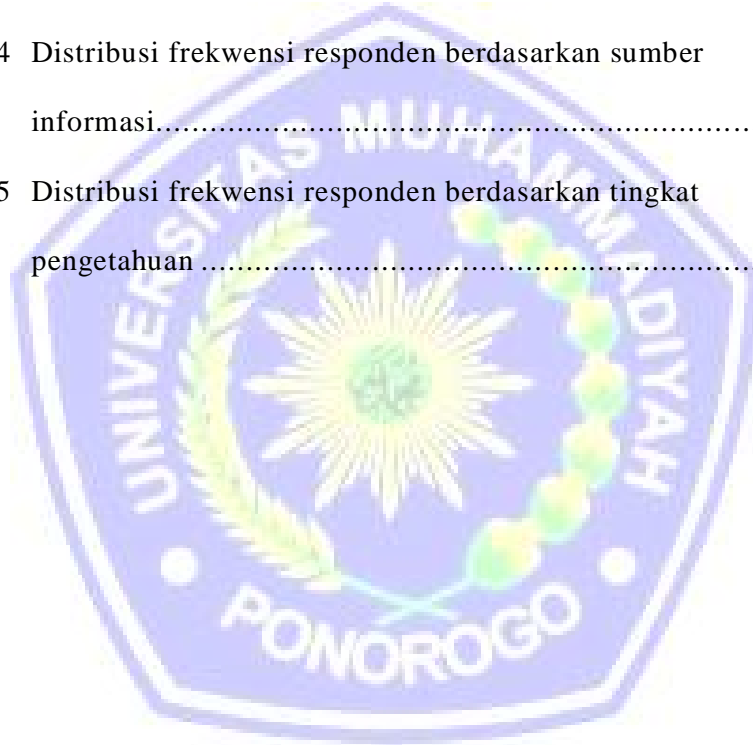 4 Distribusi frekwensi responden berdasarkan sumber
informasi..................................................................
5 Distribusi frekwensi responden berdasarkan tingkat
pengetahuan .............................................................
UNIVERSITAS MUHAMMADIYAH
PONOROGO